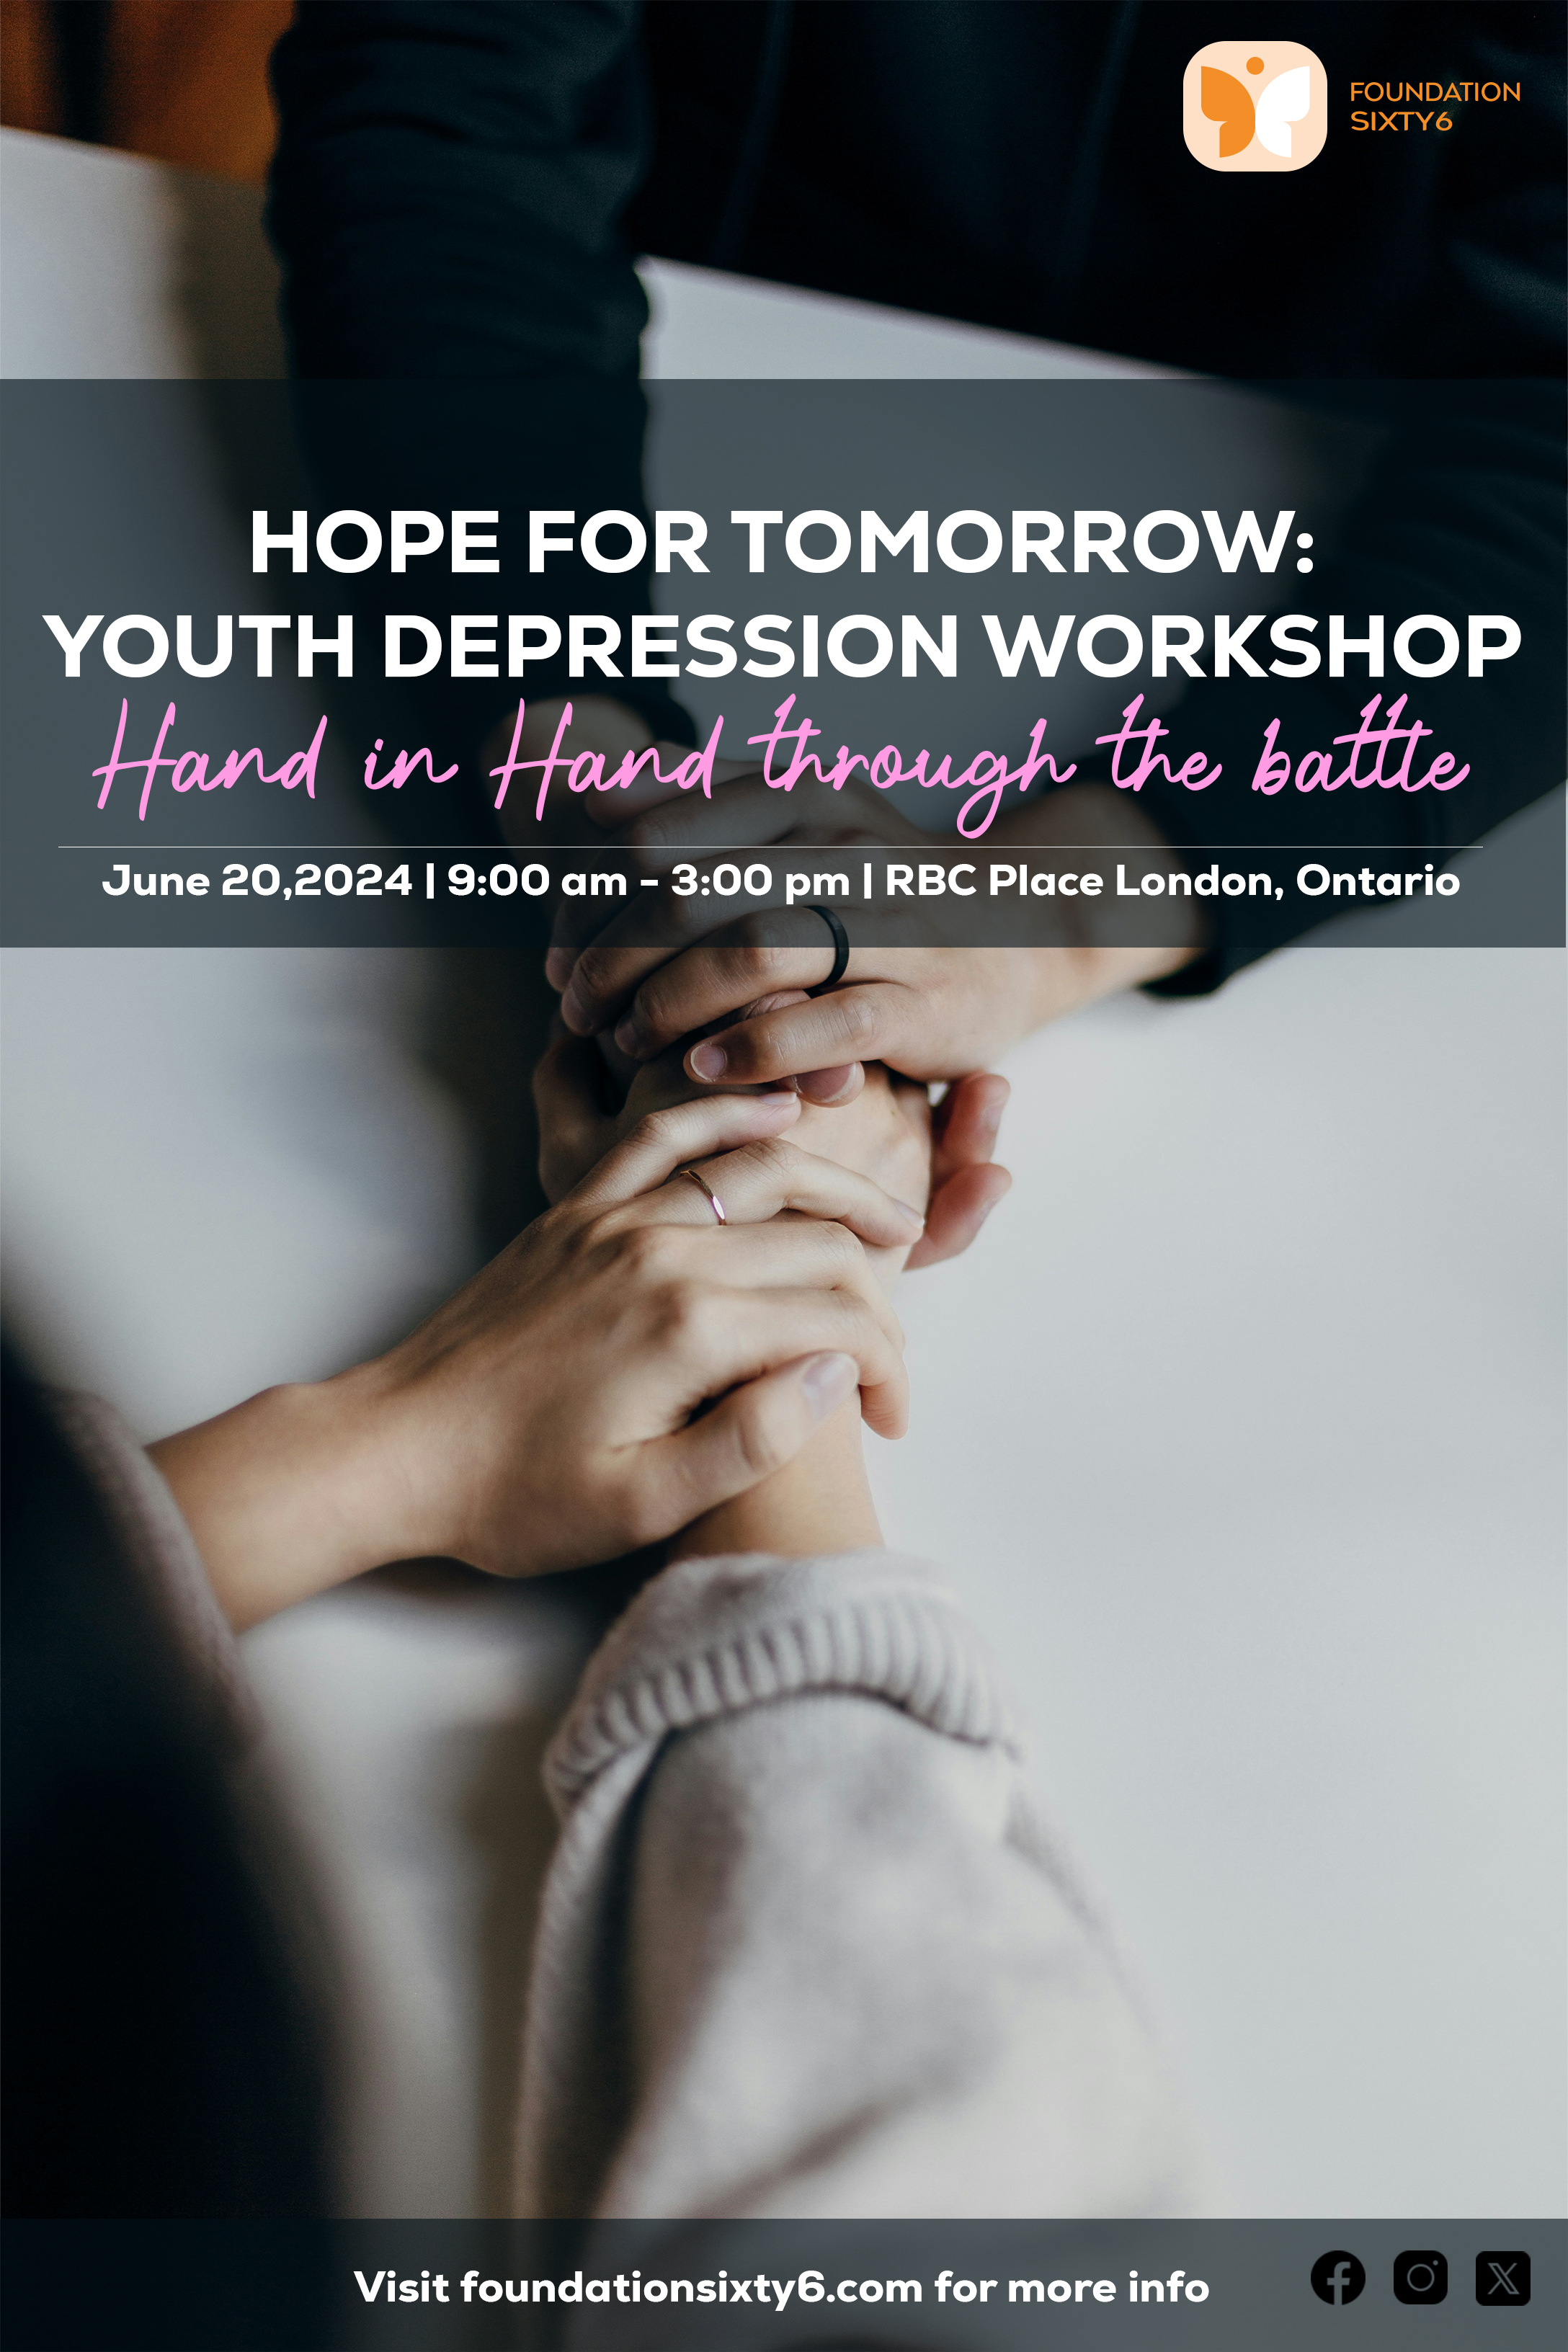 FOUNDATION
SIXTY6
HOPE FOR TOMORROW:
YOUTH DEPRESSION WORKSHOP
Hand in Hand through the battle
June 20,2024 | 9:00 am - 3:00 pm | RBC Place London, Ontario
Visit foundationsixty6.com for more info